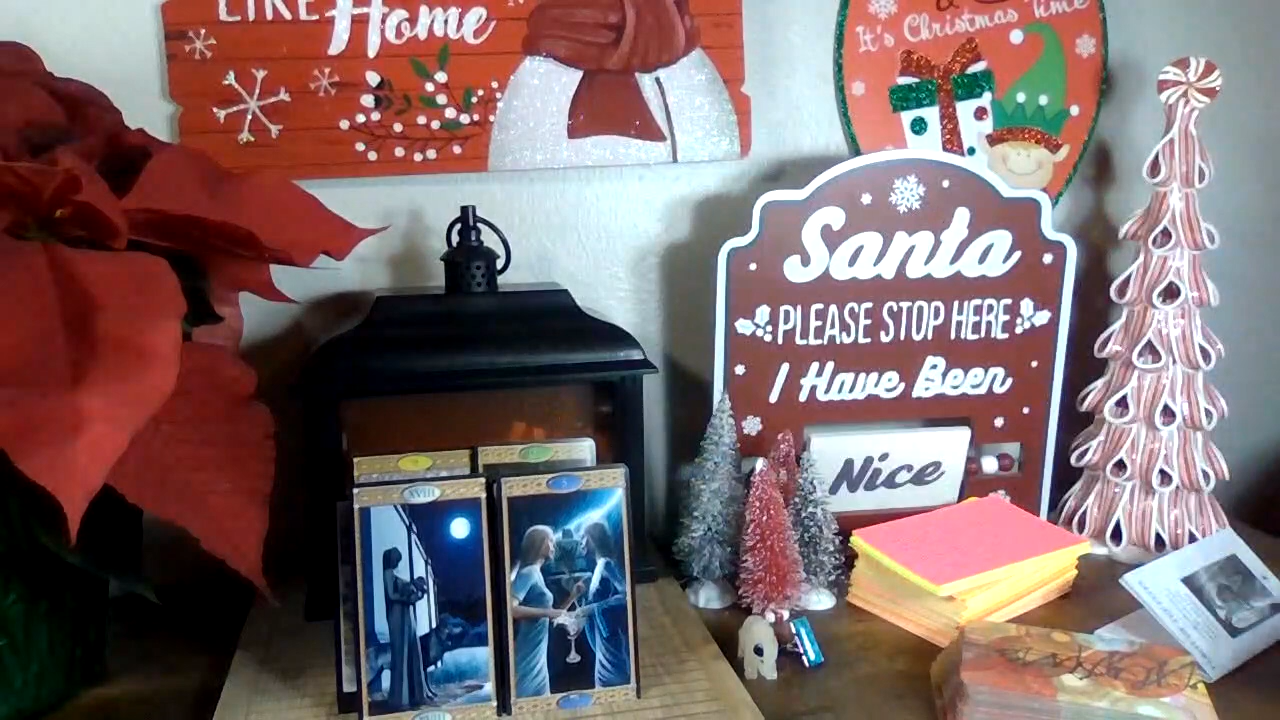 LIKE
Home
It's Christmas Time
Santa
PLEASE STOP HERE
I Have Been
Nice
XVIII